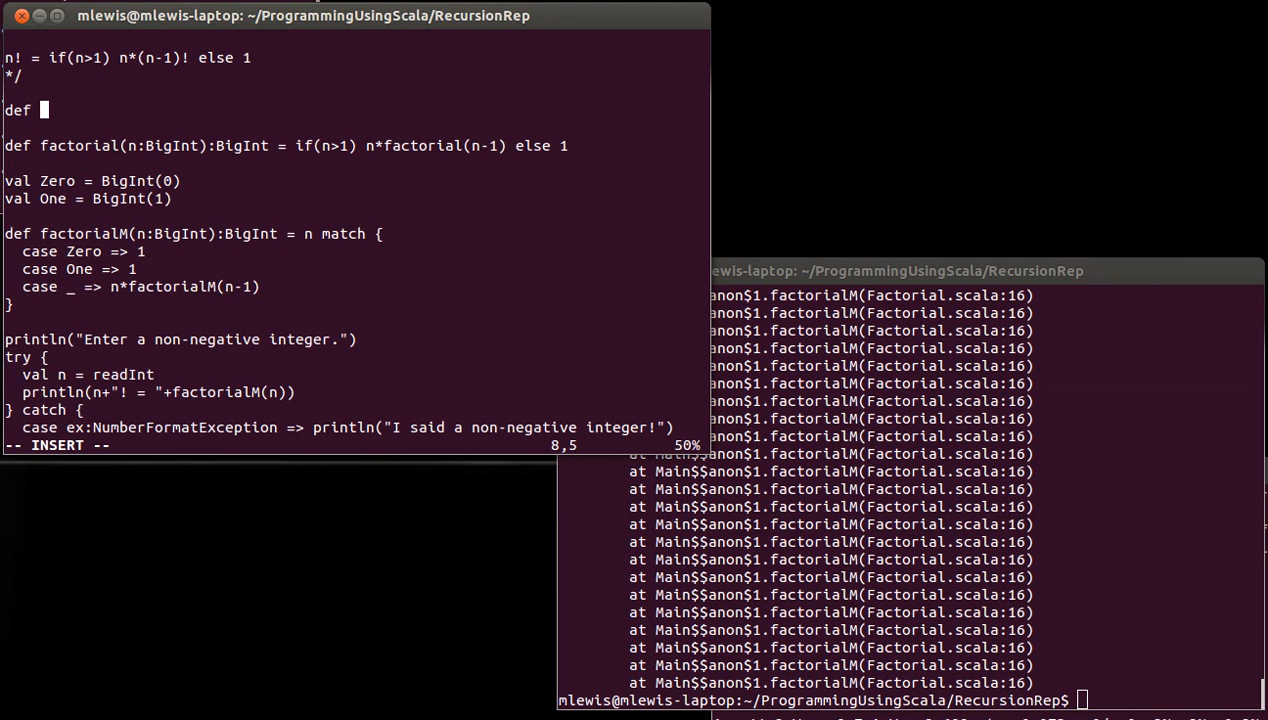 mlewis@mlewis-laptop: ~/ProgrammingUsingScala/RecursionRep
n! = if(n>1) n*(n-1)! else 1
*/
def
def factorial(n:BigInt):BigInt = if(n>1) n*factorial(n-1) else 1
val Zero = BigInt(0)
val One = BigInt(1)
def factorialM(n:BigInt):BigInt = n match {
case Zero => 1
case One => 1
case _ => n*factorialM(n-1)
}
println("Enter a non-negative integer.")
try {
val n = readInt
println(n+"! = "+factorialM(n))
} catch {
case ex:NumberFormatException => println("I said a non-negative integer!")
-- INSERT --
8,5
50%
ewis-laptop: ~/ProgrammingUsingScala/RecursionRep
anon$1.factorialM(Factorial.scala:16)
anon$1.factorialM(Factorial.scala:16)
anon$1.factorialM(Factorial.scala:16)
anon$1.factorialM(Factorial.scala:16)
anon$1.factorialM(Factorial.scala:16)
anon$1.factorialM(Factorial.scala:16)
anon$1.factorialM(Factorial.scala:16)
anon$1.factorialM(Factorial.scala:16)
anon$1.factorialM(Factorial.scala:16)
at Main$$anon$1.factorialM(Factorial.scala:16)
at Main$$anon$1.factorialM(Factorial.scala:16)
at Main$$anon$1.factorialM(Factorial.scala:16)
at Main$$anon$1.factorialM(Factorial.scala:16)
at Main$$anon$1.factorialM(Factorial.scala:16)
at Main$$anon$1.factorialM(Factorial.scala:16)
at Main$$anon$1.factorialM(Factorial.scala:16)
at Main$$anon$1.factorialM(Factorial.scala:16)
at Main$$anon$1.factorialM(Factorial.scala:16)
at Main$$anon$1.factorialM(Factorial.scala:16)
at Main$$anon$1.factorialM(Factorial.scala:16)
at Main$$anon$1.factorialM(Factorial.scala:16)
at Main$$anon$1.factorialM(Factorial.scala:16)
at Main$$anon$1.factorialM(Factorial.scala:16)
mlewis@mlewis-laptop:~/ProgrammingUsingScala/RecursionRep$